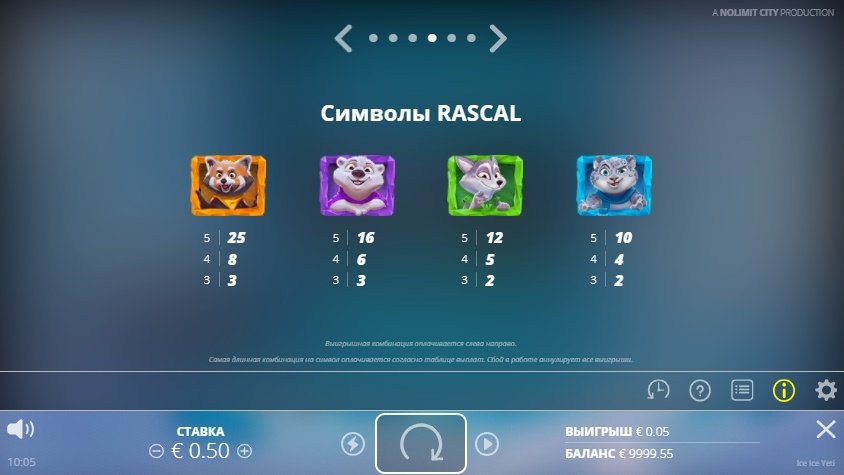 A NOLIMIT CITY PRODUCTION
Символы RASCAL
5 25
4 8
3 3
5 16
4 6
3 3
5 12
4 5
3 2
5 10
4 4
3 2
Выигрышная комбинация оплачивается слева направо.
Самая длинная комбинация на символ оплачивается согласно таблице выплат. Сбой в работе аннулирует все выигрыши.
СТАВКА
€ 0.50
ВЫИГРЫШ € 0.05
БАЛАНС € 9999.55
10:05
Ice Ice Yeti